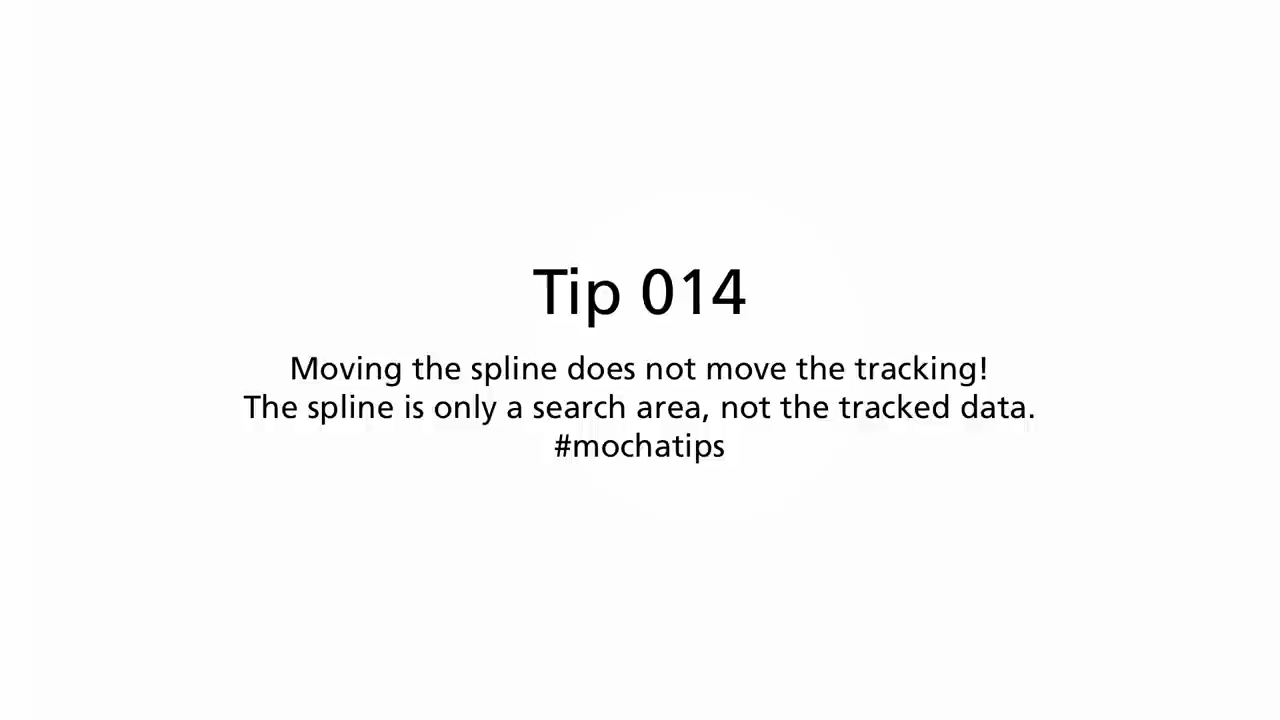 Tip 014
Moving the spline does not move the tracking!
The spline is only a search area, not the tracked data.
#mochatips